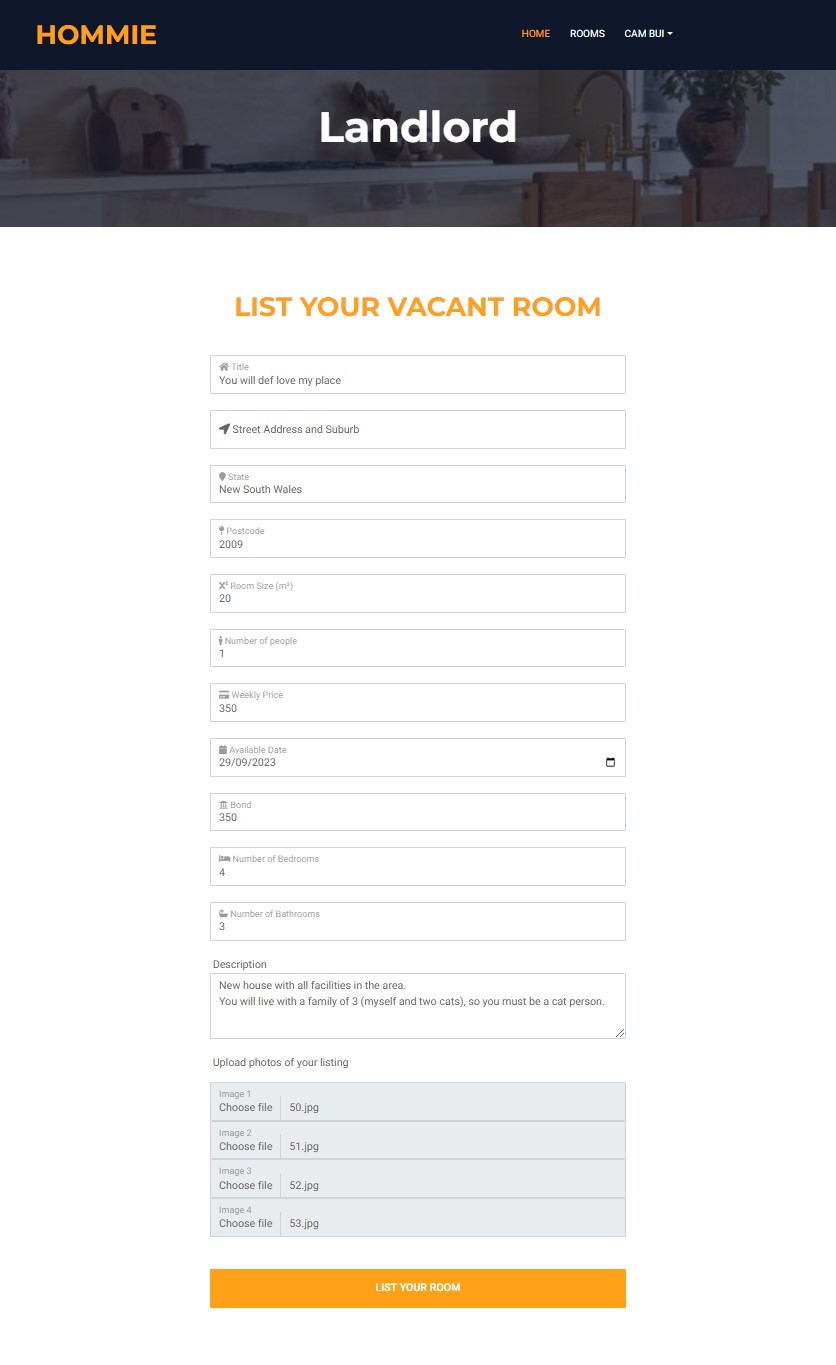 HOMMIE
HOME ROOMS CAM BUI
Landlord
LIST YOUR VACANT ROOM
Title
You will def love my place
Street Address and Suburb
State
New South Wales
Postcode
2009
Room Size (m²)
20
Number of people
1
Weekly Price
350
Available Date
29/09/2023
Bond
350
Number of Bedrooms
4
Number of Bathrooms
3
Description
New house with all facilities in the area.
You will live with a family of 3 (myself and two cats), so you must be a cat person.
Upload photos of your listing
Image 1
Choose file 50.jpg
Image 2
Choose file 51.jpg
Image 3
Choose file 52.jpg
Image 4
Choose file 53.jpg
LIST YOUR ROOM